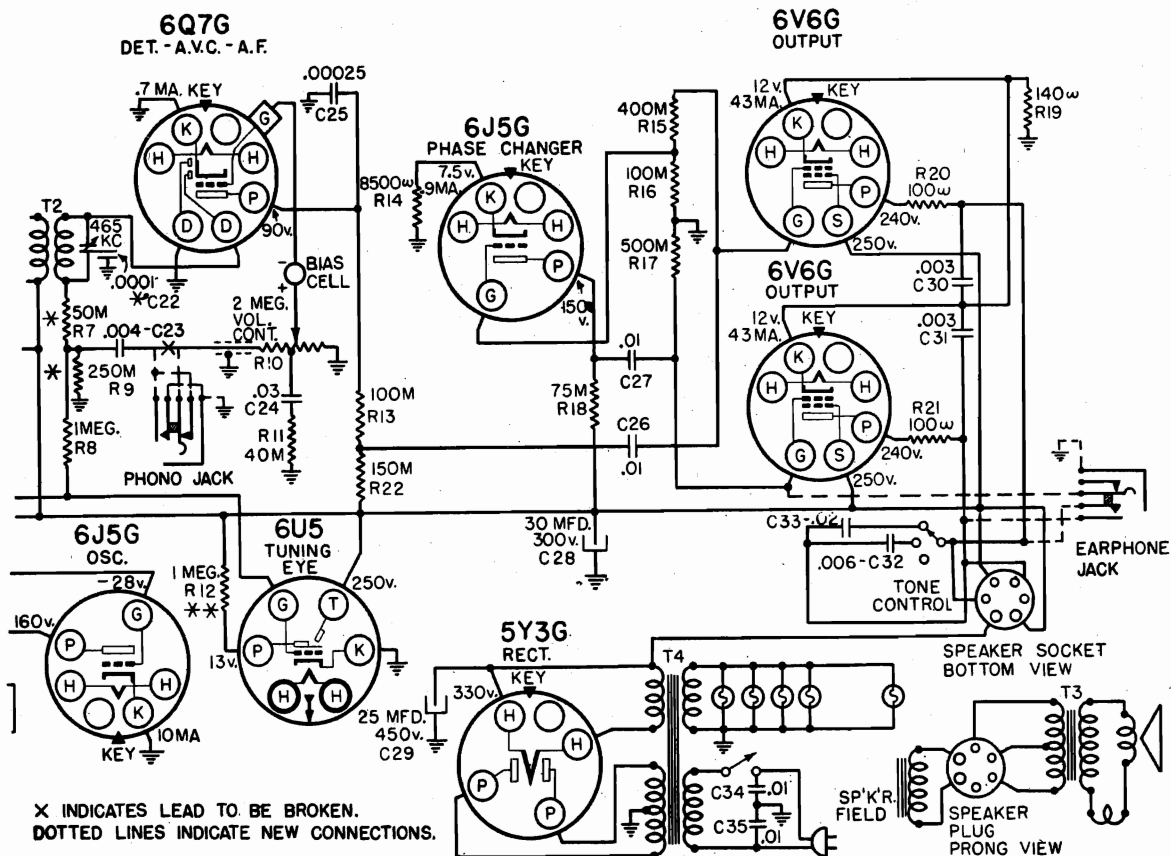 6Q7G
DET.-A.V.C.-A.F.
.7 MA. KEY
K
G
H
H
P
D
D
90v.
.00025
C25
T2
465
KC
.0001
*C22
BIAS
CELL
-
+
*
50M
R7
.004-C23
2 MEG.
VOL.
CONT.
R10
*
250M
R9
1MEG.
R8
PHONO JACK
.03
C24
R11
40M
100M
R13
150M
R22
6J5G
PHASE CHANGER
KEY
7.5v.
.9MA.
8500ω
R14
K
H
H
G
P
150
v.
400M
R15
100M
R16
500M
R17
.01
C27
75M
R18
C26
.01
6V6G
OUTPUT
12v.
43MA.
KEY
K
H
H
P
G
S
240v.
250v.
140ω
R19
R20
100ω
.003
C30
6V6G
OUTPUT
12v.
43MA.
KEY
K
H
H
P
G
S
240v.
250v.
.003
C31
R21
100ω
30 MFD.
300v.
C28
C33-.02
.006-C32
TONE
CONTROL
EARPHONE
JACK
SPEAKER SOCKET
BOTTOM VIEW
6J5G
OSC.
-28v.
160v.
G
P
H
H
K
KEY
10MA
1 MEG.
R12
**
13v.
6U5
TUNING
EYE
250v.
G
T
P
K
H
H
5Y3G
RECT.
KEY
330v.
H
H
P
P
25 MFD.
450v.
C29
T4
C34
.01
C35
.01
T3
SP'K'R.
FIELD
SPEAKER
PLUG
PRONG VIEW
X INDICATES LEAD TO BE BROKEN.
DOTTED LINES INDICATE NEW CONNECTIONS.